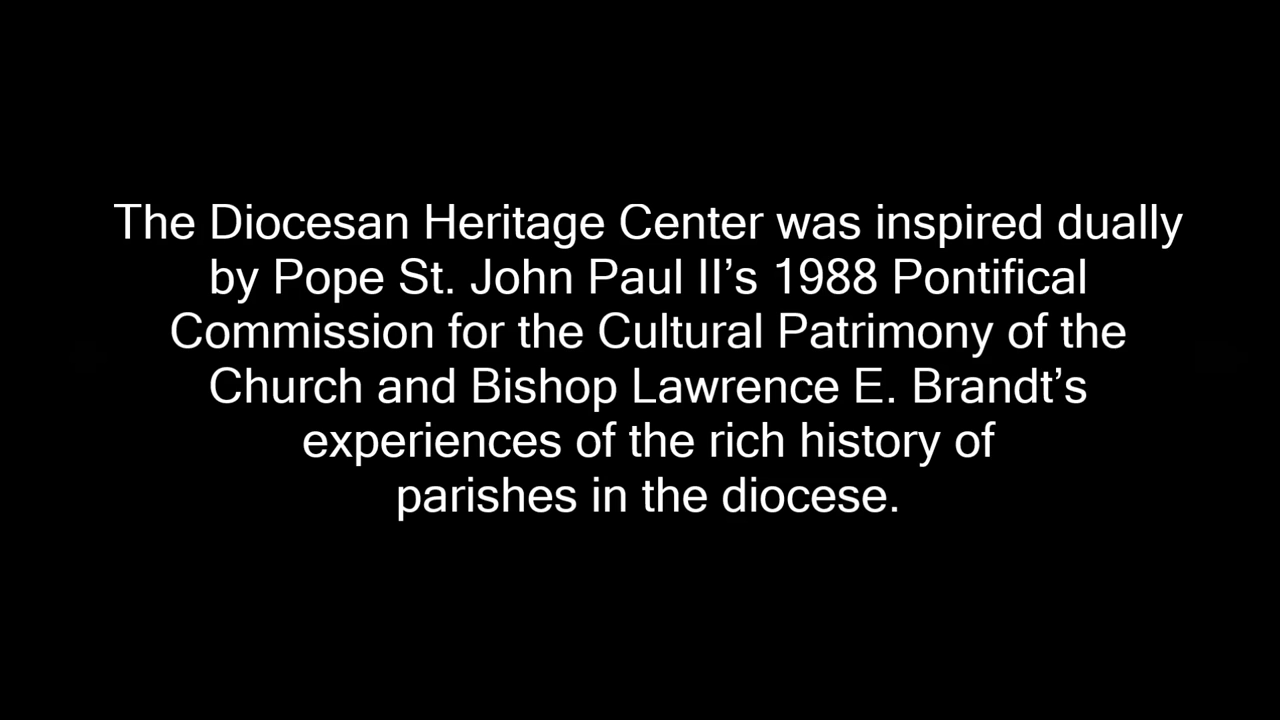 The Diocesan Heritage Center was inspired dually
by Pope St. John Paul II’s 1988 Pontifical
Commission for the Cultural Patrimony of the
Church and Bishop Lawrence E. Brandt’s
experiences of the rich history of
parishes in the diocese.